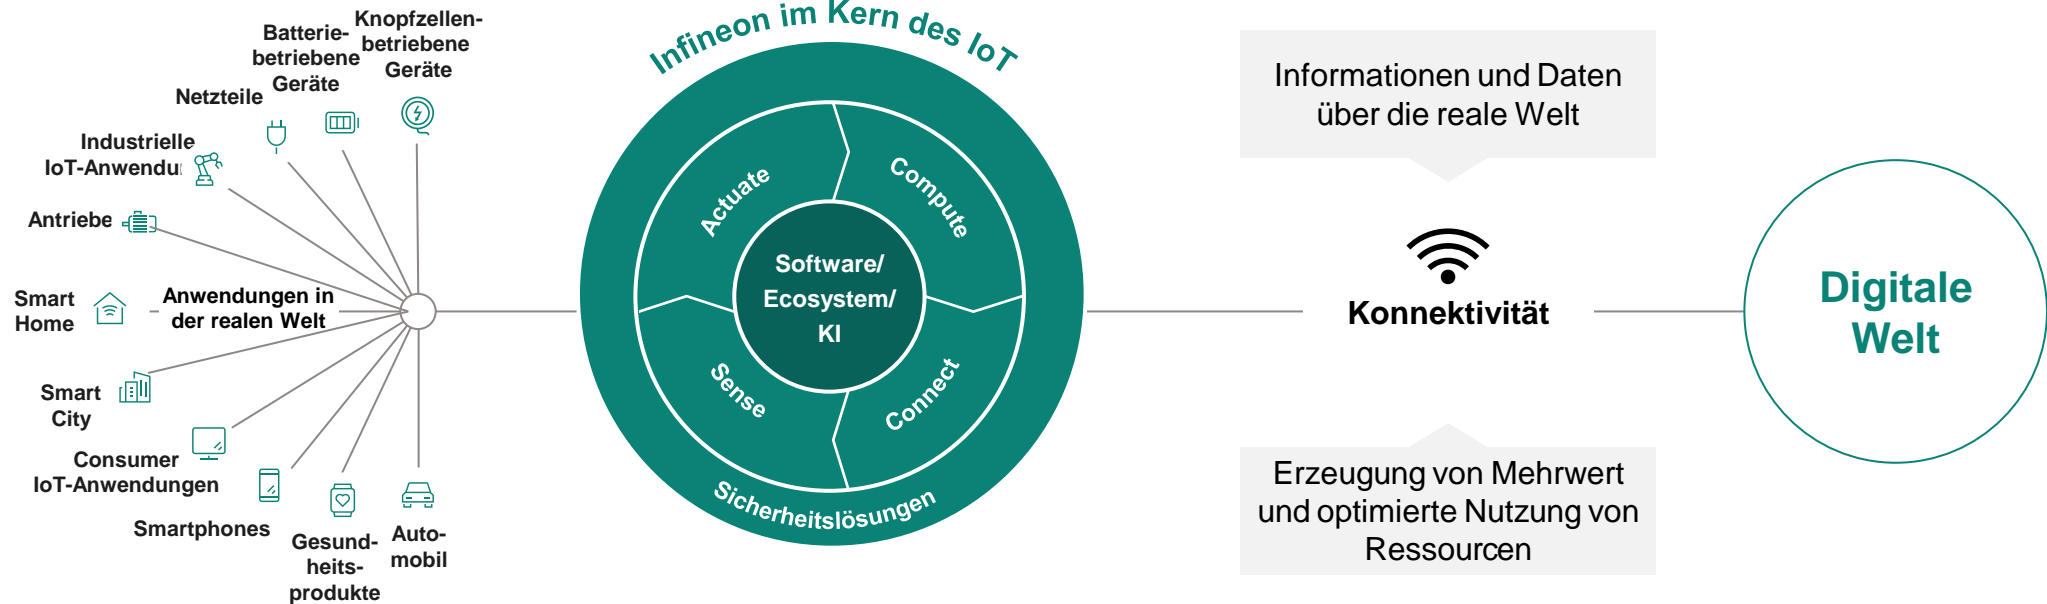 Knopfzellen-
betriebene
Geräte
Batterie-
betriebene
Geräte
Netzteile
Industrielle
IoT-Anwendu
Antriebe
Smart
Home
Anwendungen in
der realen Welt
Smart
City
Consumer
IoT-Anwendungen
Smartphones
Gesund-
heits-
produkte
Auto-
mobil
Infineon im Kern des IoT
Actuate
Compute
Software/
Ecosystem/
KI
Sense
Connect
Sicherheitslösungen
Informationen und Daten
über die reale Welt
Konnektivität
Erzeugung von Mehrwert
und optimierte Nutzung von
Ressourcen
Digitale
Welt